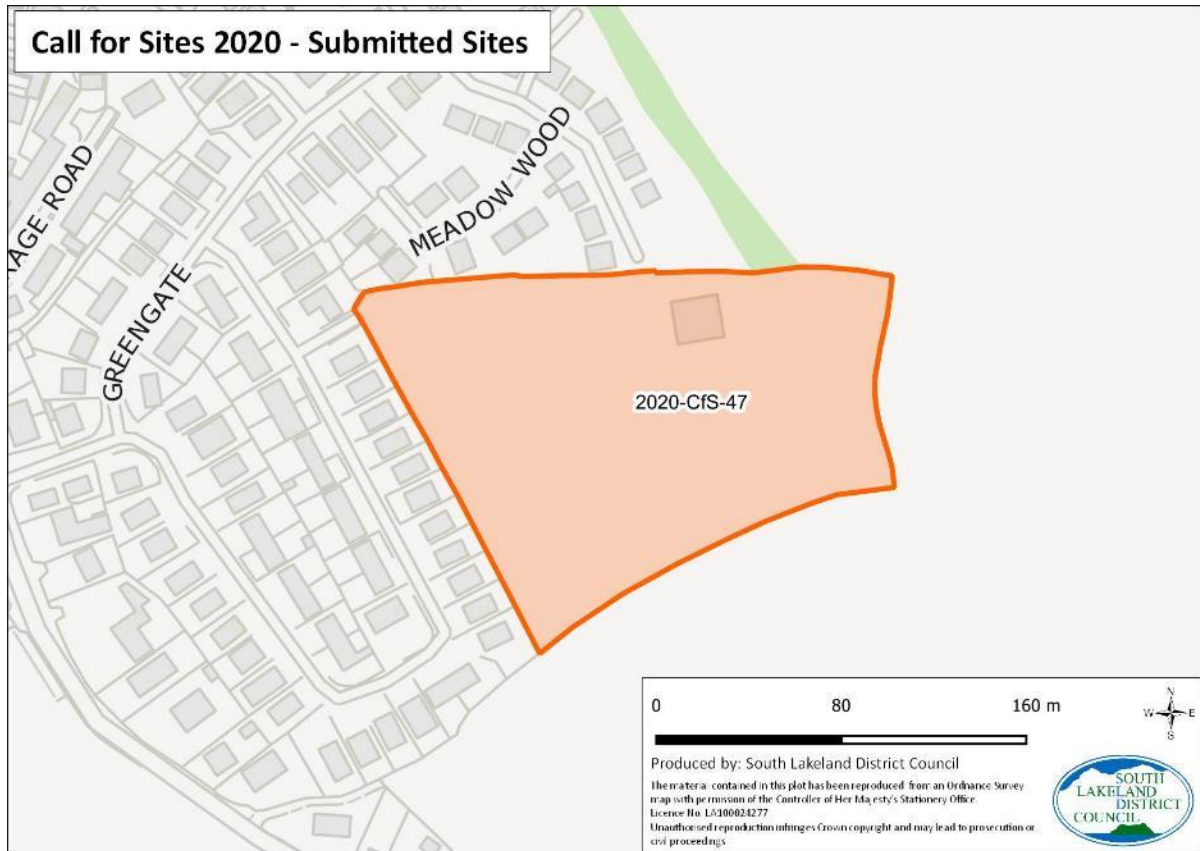 Call for Sites 2020 - Submitted Sites
MEADOW WOOD
AGE ROAD
GREENGATE
2020-CfS-47
0 80 160 m
N
W E
S
Produced by: South Lakeland District Council
The material contained in this plot has been reproduced from an Ordnance Survey
map with permission of the Controller of Her Majesty's Stationery Office.
Licence No. LA100024277
Unauthorised reproduction infringes Crown copyright and may lead to prosecution or
civil proceedings
SOUTH
LAKELAND
DISTRICT
COUNCIL